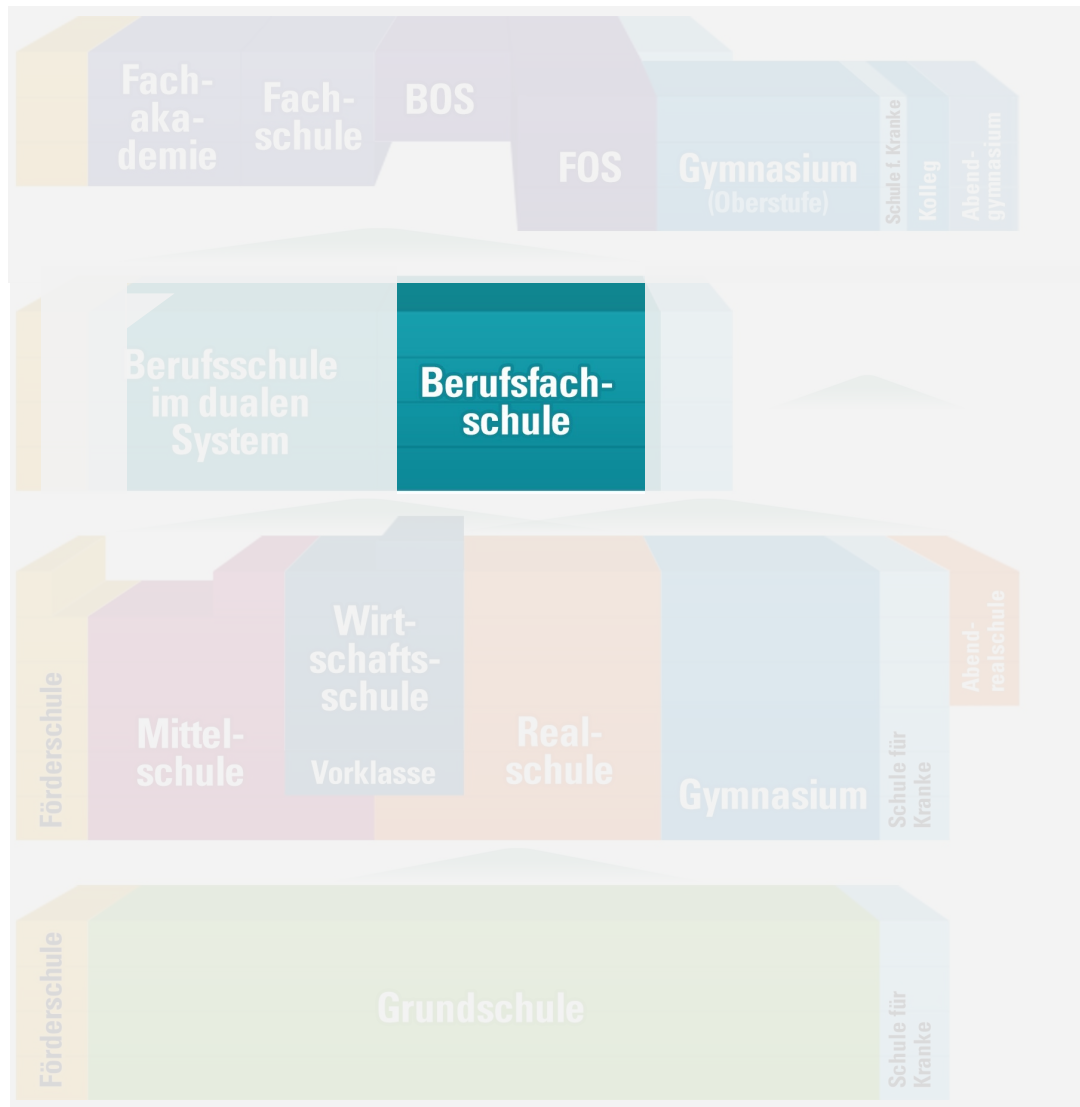 Fach-
aka-
demie
Fach-
schule
BOS
FOS
Gymnasium
(Oberstufe)
Schule f. Kranke
Kolleg
Abend-
gymnasium
Berufsschule
im dualen
System
Berufsfach-
schule
Förderschule
Mittel-
schule
Wirt-
schafts-
schule
Vorklasse
Real-
schule
Gymnasium
Schule für
Kranke
Abend-
realschule
Förderschule
Grundschule
Schule für
Kranke